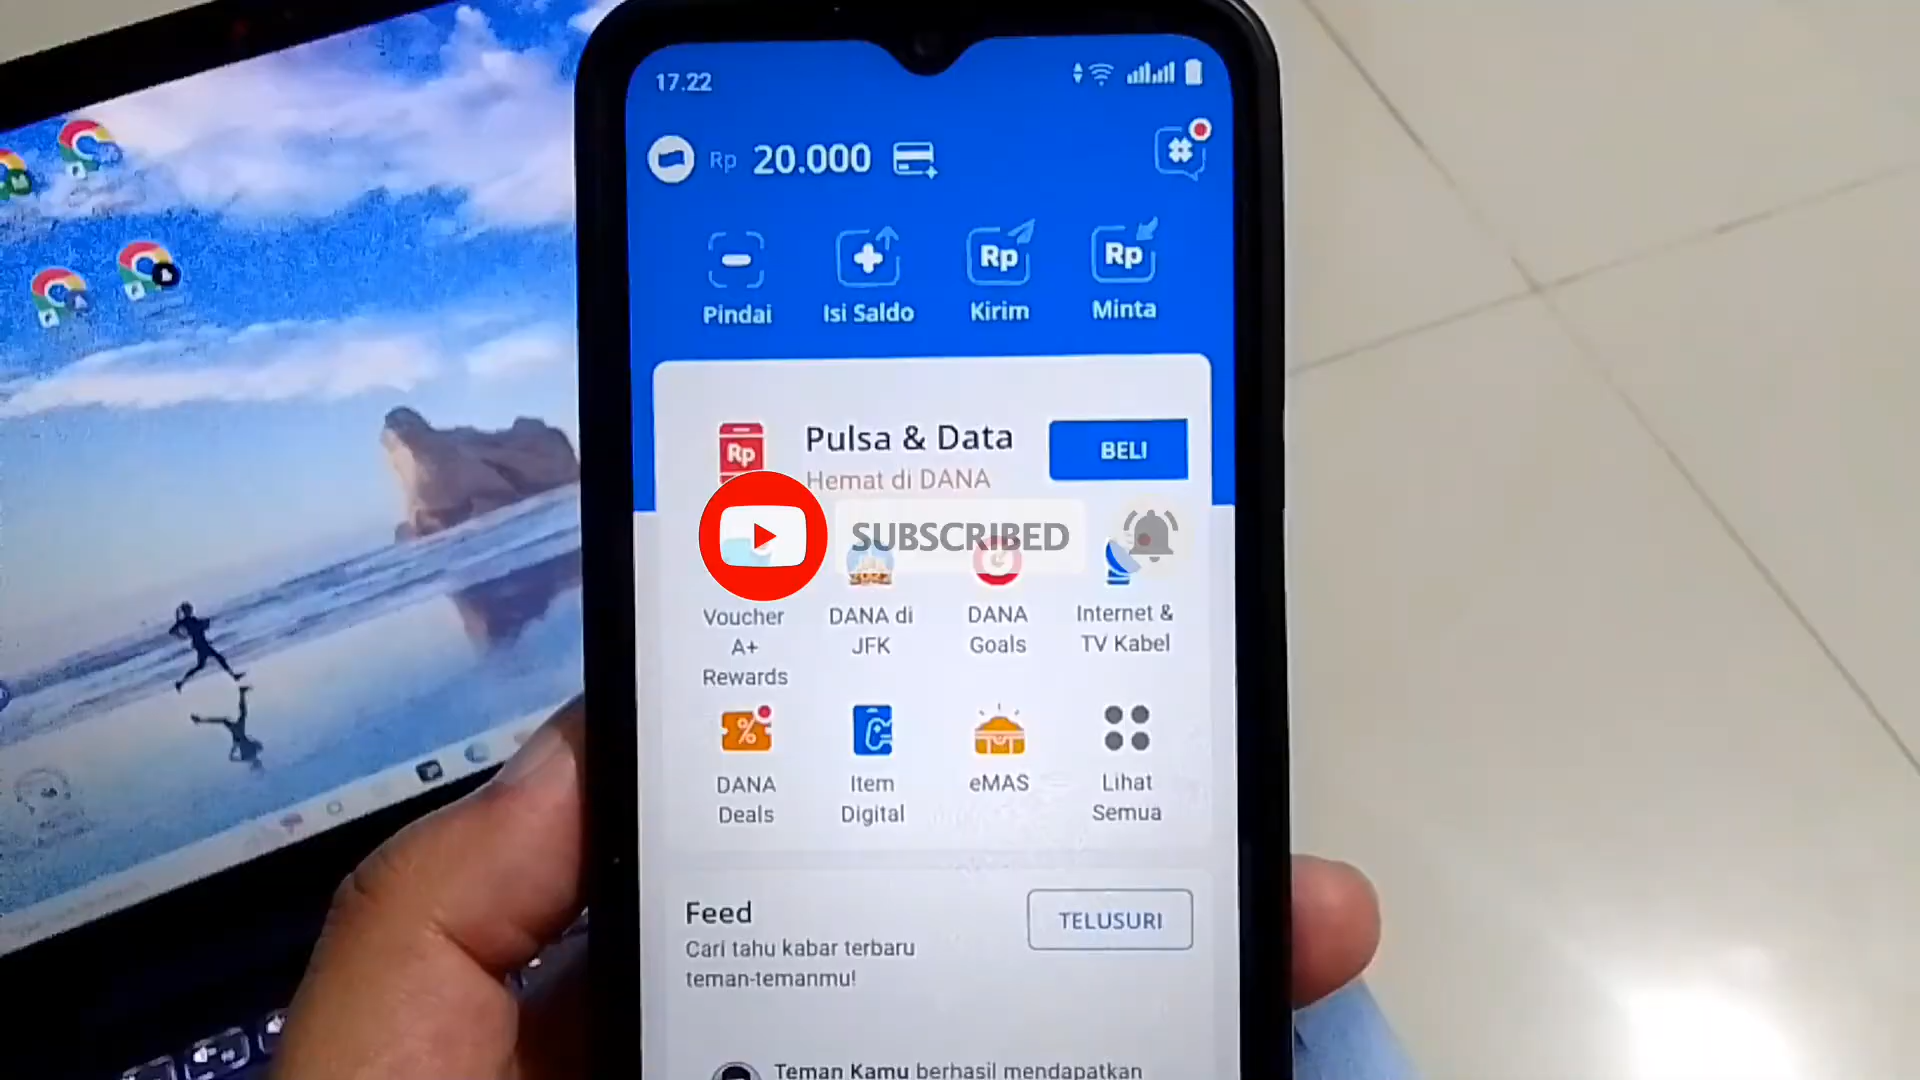 17.22
Rp 20.000
Pindai
Isi Saldo
Rp
Kirim
Rp
Minta
Rp
Pulsa & Data
Hemat di DANA
BELI
SUBSCRIBED
Voucher
A+
Rewards
DANA di
JFK
DANA
Goals
Internet &
TV Kabel
DANA
Deals
Item
Digital
eMAS
Lihat
Semua
Feed
Cari tahu kabar terbaru
teman-temanmu!
TELUSURI
Teman Kamu berhasil mendapatkan